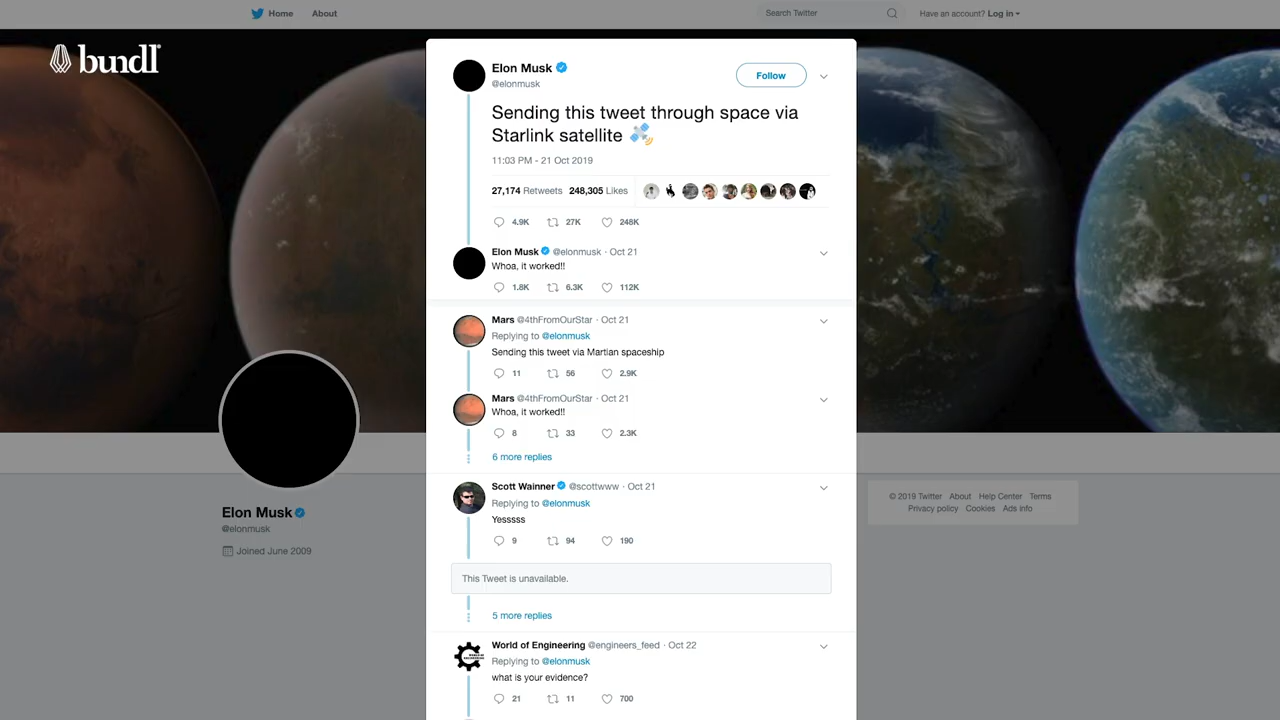 Home
About
Search Twitter
Have an account? Log in
bundl
Elon Musk
@elonmusk
Follow
Sending this tweet through space via
Starlink satellite
11:03 PM - 21 Oct 2019
27,174 Retweets 248,305 Likes
4.9K 27K 248K
Elon Musk @elonmusk · Oct 21
Whoa, it worked!!
1.8K 6.3K 112K
Mars @4thFromOurStar · Oct 21
Replying to @elonmusk
Sending this tweet via Martian spaceship
11 56 2.9K
Mars @4thFromOurStar · Oct 21
Whoa, it worked!!
8 33 2.3K
6 more replies
Scott Wainner @scottwww · Oct 21
Replying to @elonmusk
Yesssss
9 94 190
This Tweet is unavailable.
5 more replies
World of Engineering @engineers_feed · Oct 22
Replying to @elonmusk
what is your evidence?
21 11 700
Elon Musk
@elonmusk
Joined June 2009
© 2019 Twitter About Help Center Terms
Privacy policy Cookies Ads info